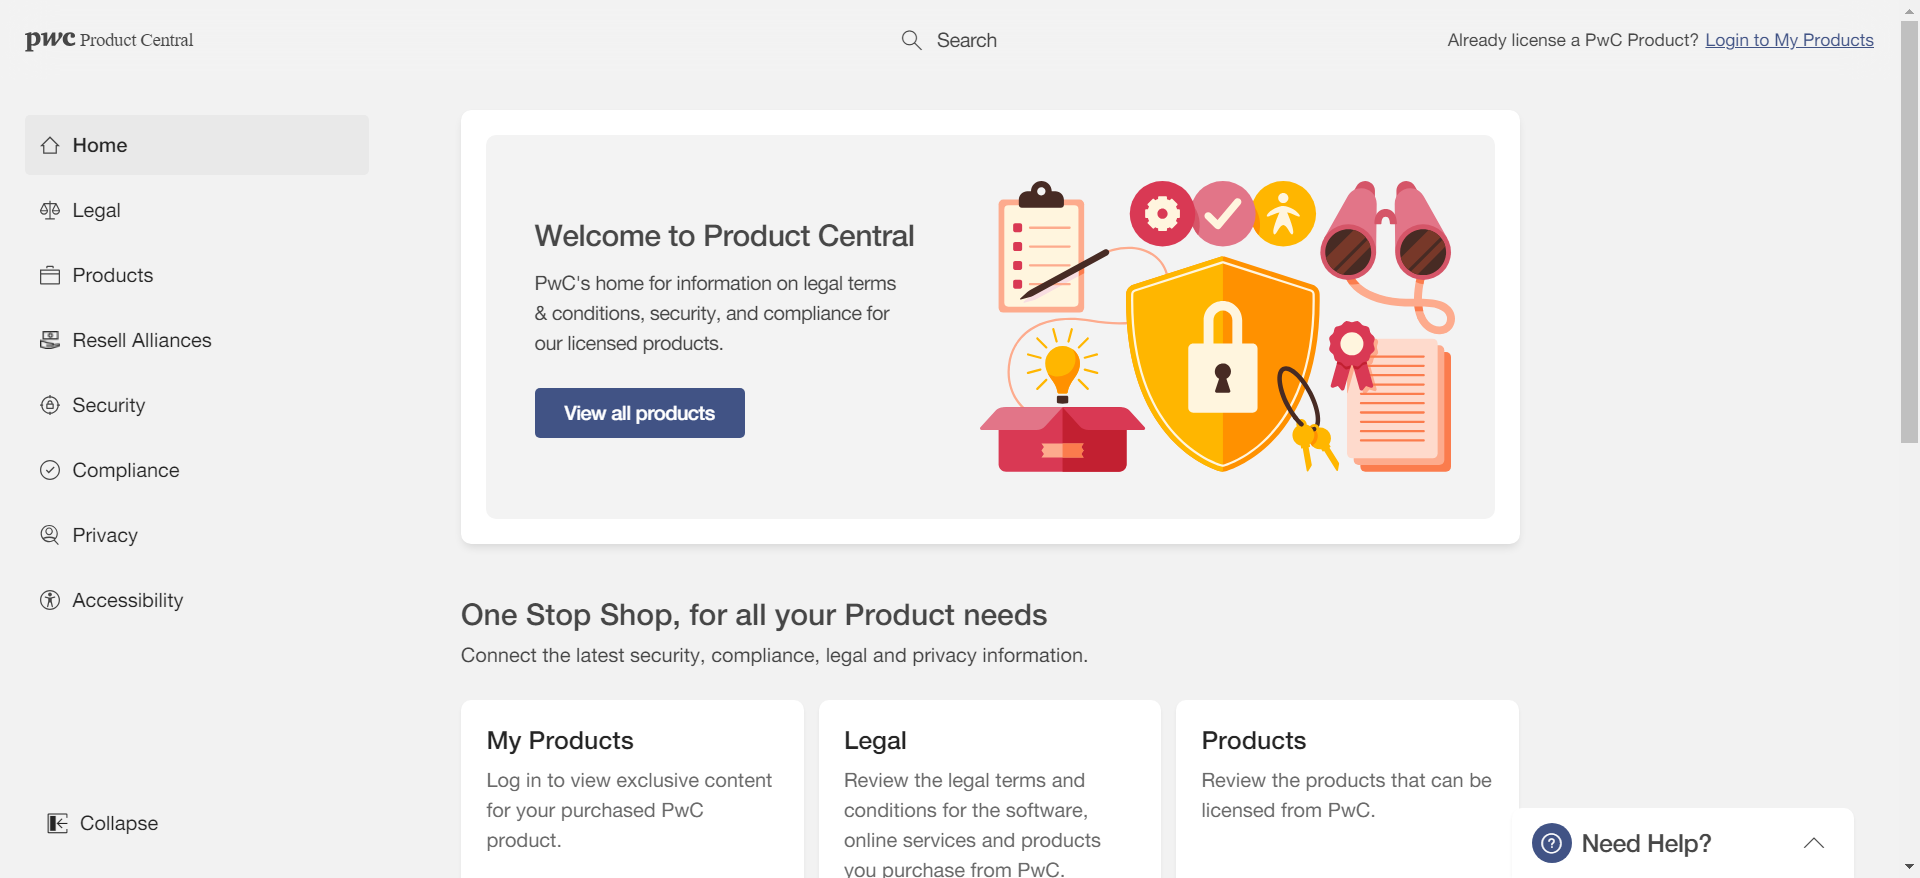 pwc Product Central
Search
Already license a PwC Product? Login to My Products
Home
Legal
Products
Resell Alliances
Security
Compliance
Privacy
Accessibility
Collapse
Welcome to Product Central
PwC's home for information on legal terms
& conditions, security, and compliance for
our licensed products.
View all products
One Stop Shop, for all your Product needs
Connect the latest security, compliance, legal and privacy information.
My Products
Log in to view exclusive content
for your purchased PwC
product.
Legal
Review the legal terms and
conditions for the software,
online services and products
you purchase from PwC.
Products
Review the products that can be
licensed from PwC.
Need Help?